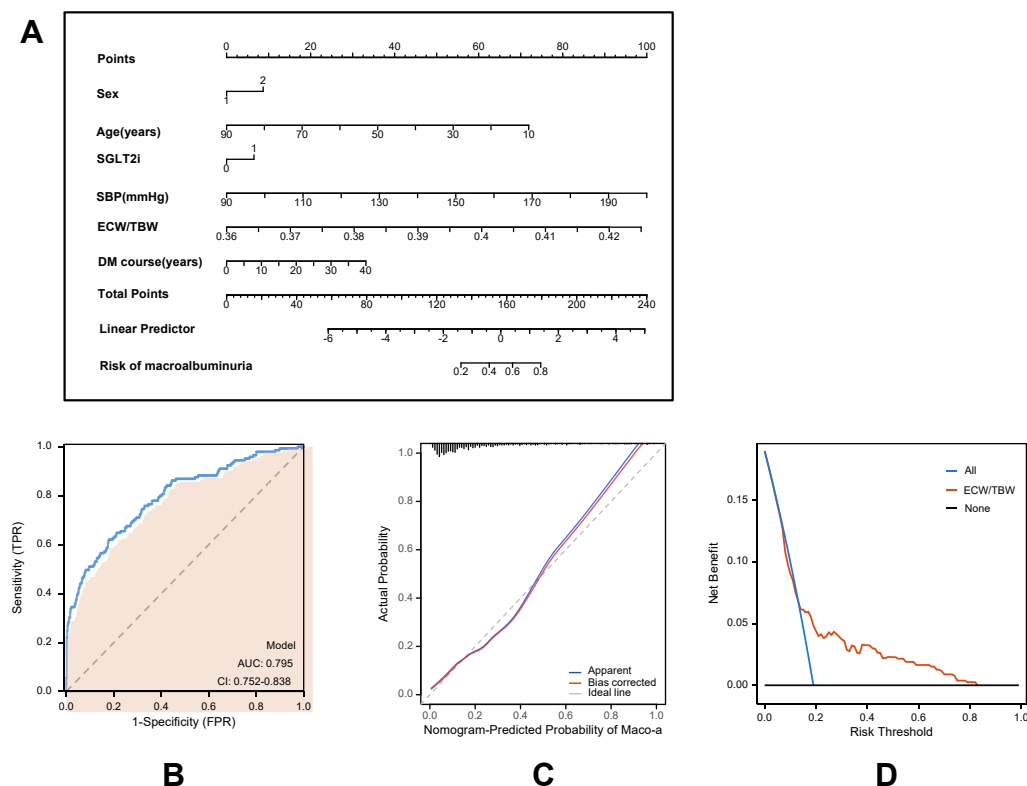 A
Points
0 20 40 60 80 100
Sex
1 2
Age(years)
90 70 50 30 10
SGLT2i
0 1
SBP(mmHg)
90 110 130 150 170 190
ECW/TBW
0.36 0.37 0.38 0.39 0.4 0.41 0.42
DM course(years)
0 10 20 30 40
Total Points
0 40 80 120 160 200 240
Linear Predictor
-6 -4 -2 0 2 4
Risk of macroalbuminuria
0.2 0.4 0.6 0.8
Sensitivity (TPR)
1.0
0.8
0.6
0.4
0.2
0.0
Model
AUC: 0.795
CI: 0.752-0.838
0.0 0.2 0.4 0.6 0.8 1.0
1-Specificity (FPR)
B
Actual Probability
1.0
0.8
0.6
0.4
0.2
0.0
Apparent
Bias corrected
Ideal line
0.0 0.2 0.4 0.6 0.8 1.0
Nomogram-Predicted Probability of Maco-a
C
Net Benefit
0.15
0.10
0.05
0.00
All
ECW/TBW
None
0.0 0.2 0.4 0.6 0.8 1.0
Risk Threshold
D